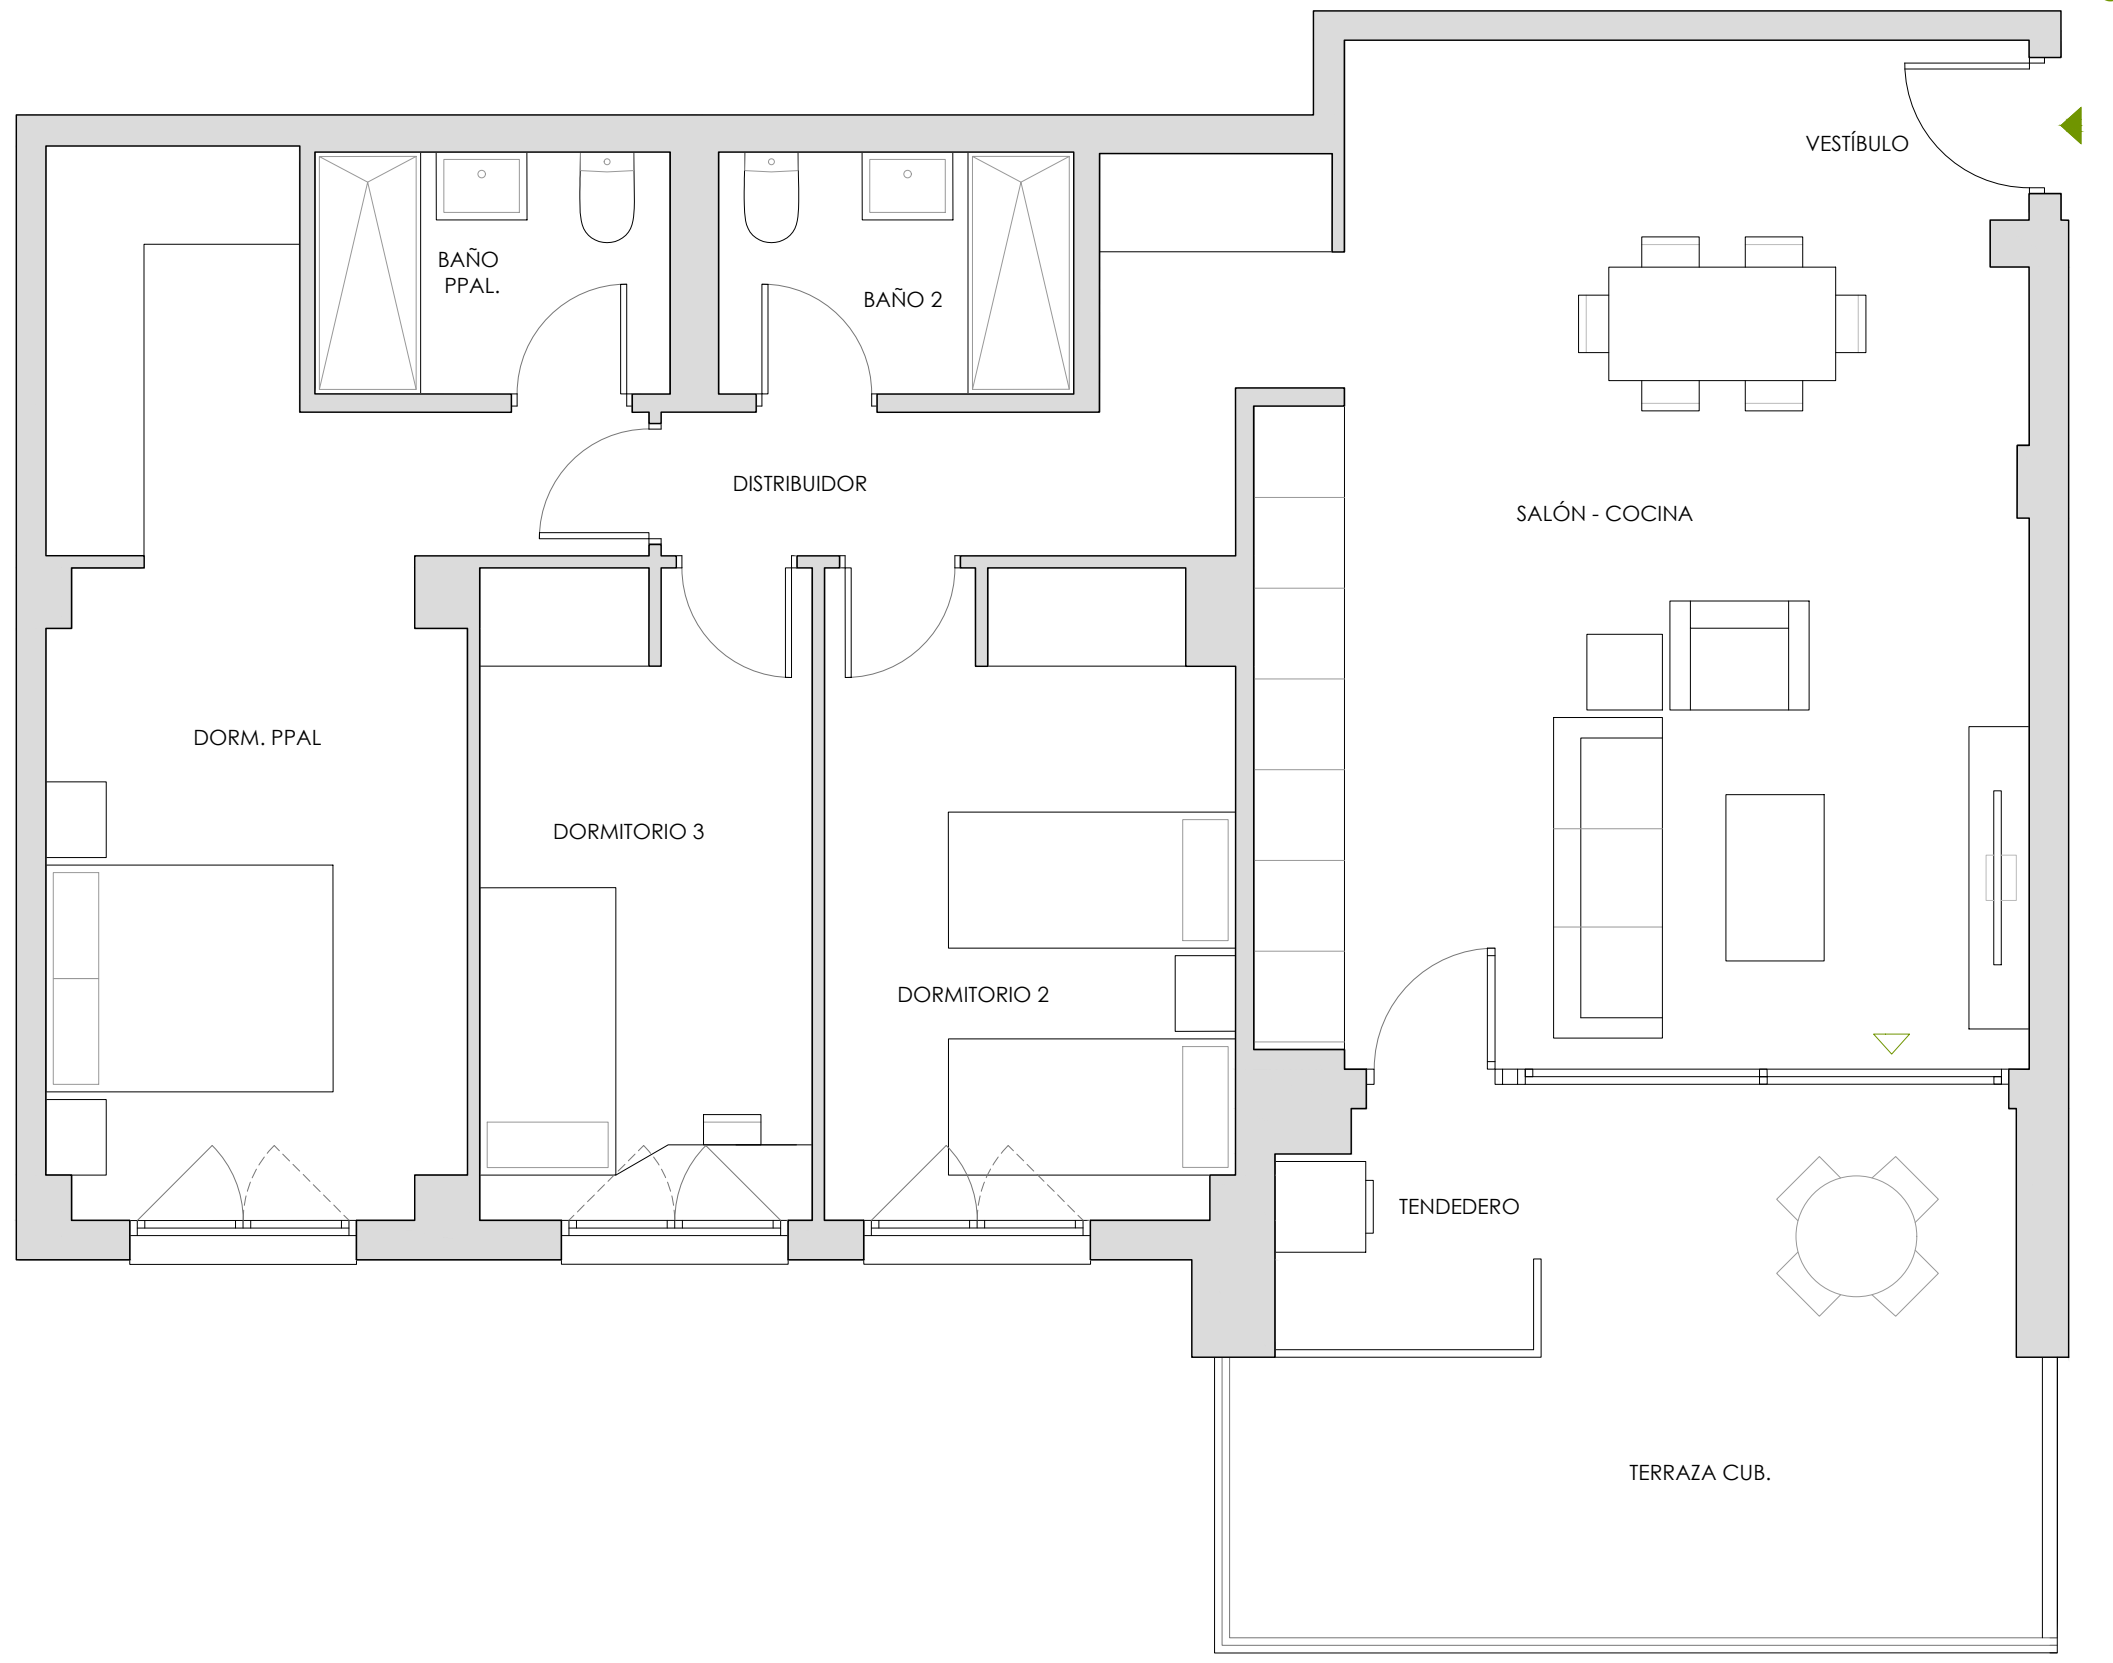 VESTÍBULO
BAÑO
PPAL.
BAÑO 2
DISTRIBUIDOR
SALÓN - COCINA
DORM. PPAL
DORMITORIO 3
DORMITORIO 2
TENDEDERO
TERRAZA CUB.